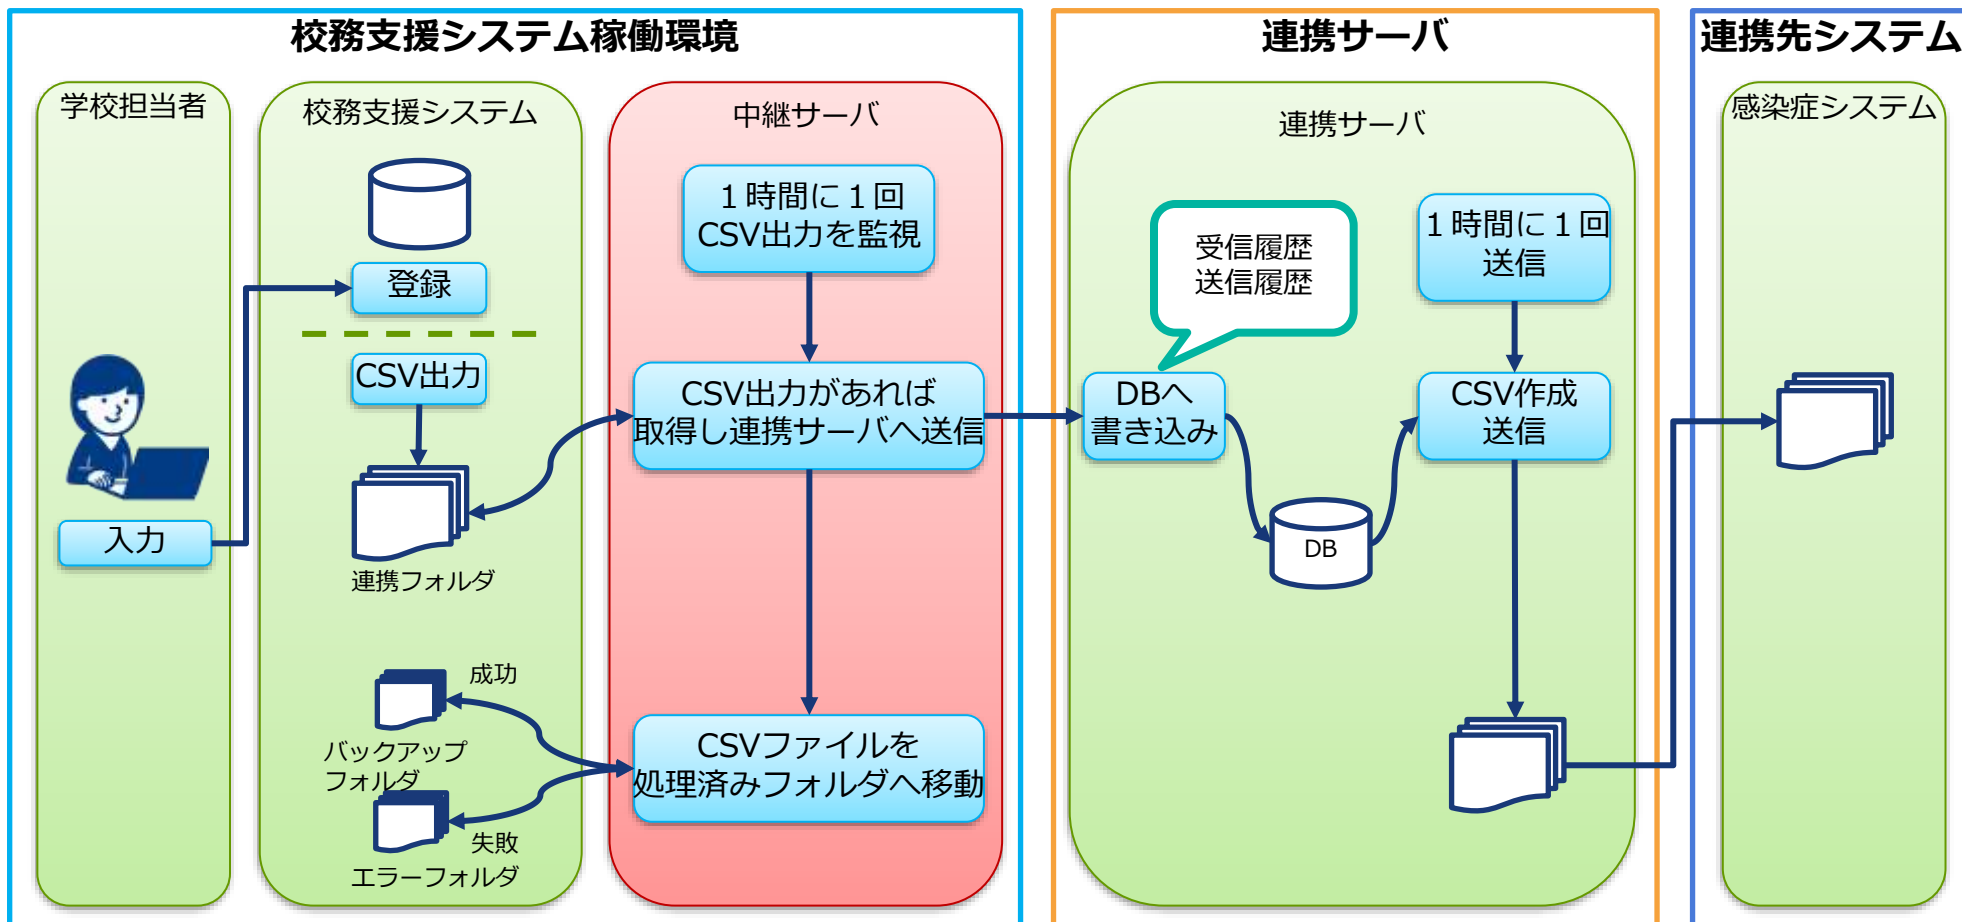 校務支援システム稼働環境
学校担当者
入力
校務支援システム
登録
CSV出力
連携フォルダ
成功
バックアップ
フォルダ
失敗
エラーフォルダ
中継サーバ
１時間に１回
CSV出力を監視
CSV出力があれば
取得し連携サーバへ送信
CSVファイルを
処理済みフォルダへ移動
連携サーバ
連携サーバ
受信履歴
送信履歴
DBへ
書き込み
DB
１時間に１回
送信
CSV作成
送信
連携先システム
感染症システム